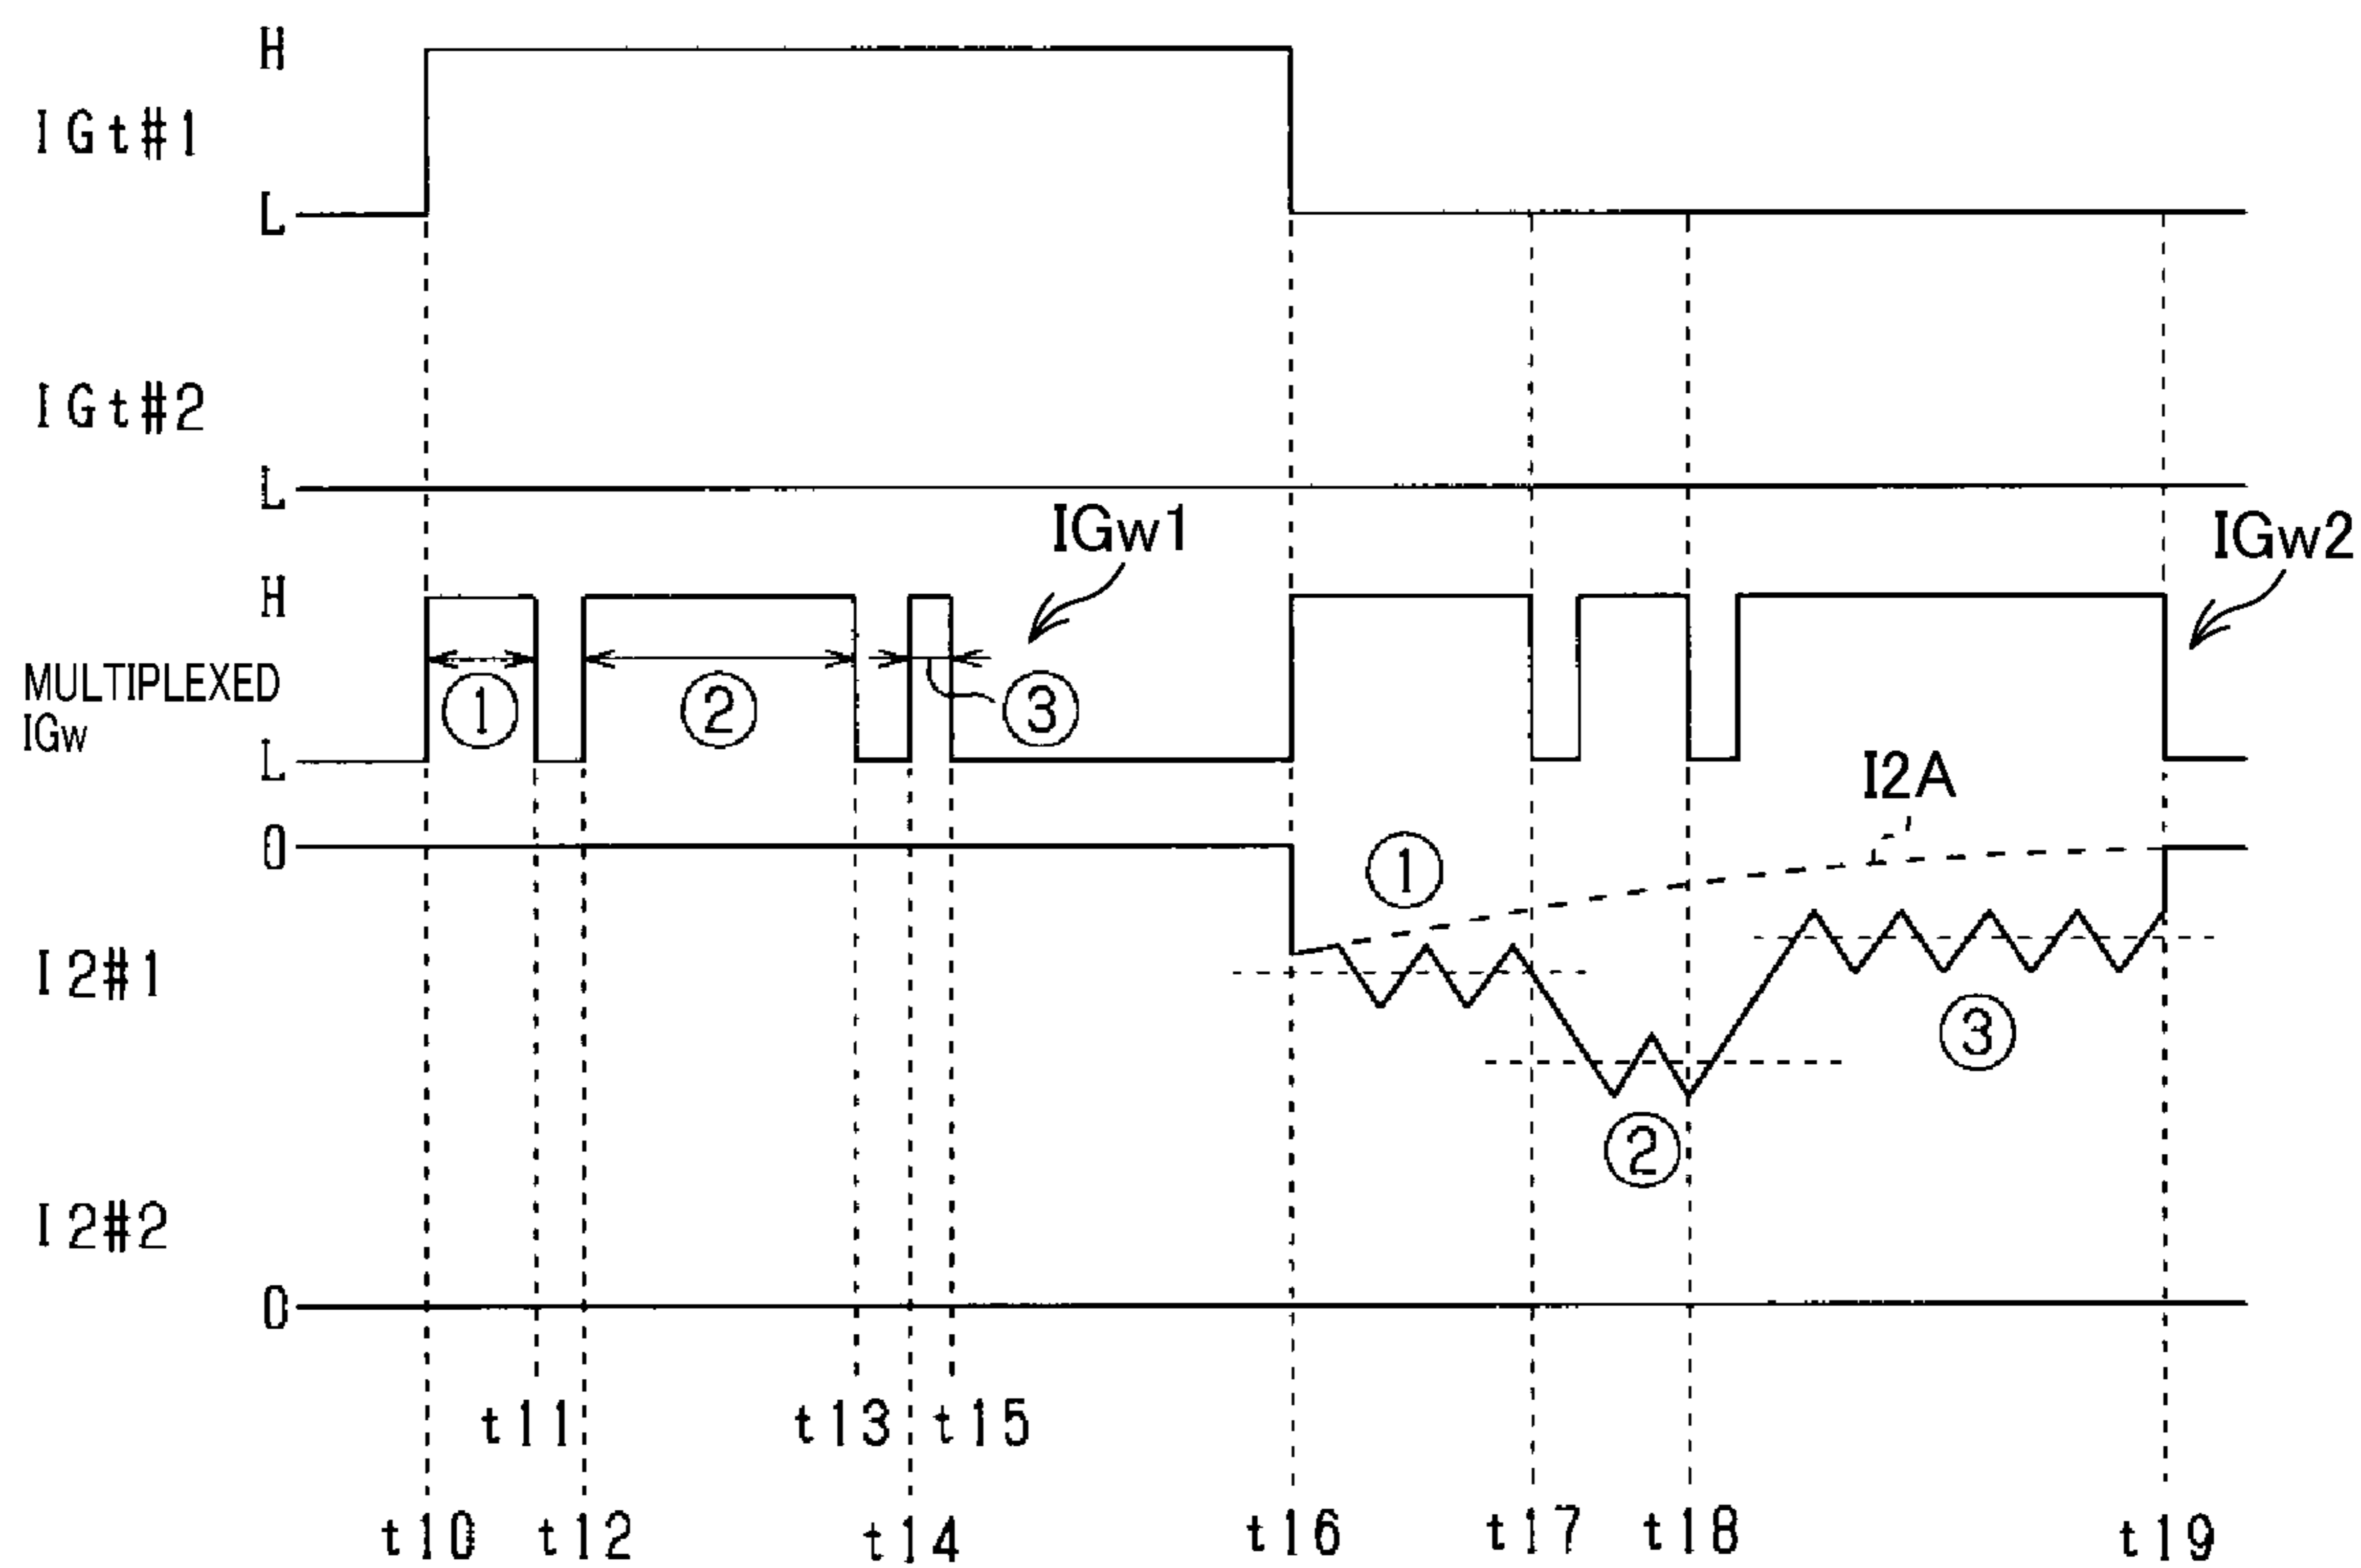 H
IGt#1
L
IGt#2
L
IGw1
IGw2
H
MULTIPLEXED
IGw
① ② ③
L
I2A
0
①
I2#1
③
②
I2#2
0
t11 t13 t15
t10 t12 t14 t16 t17 t18 t19